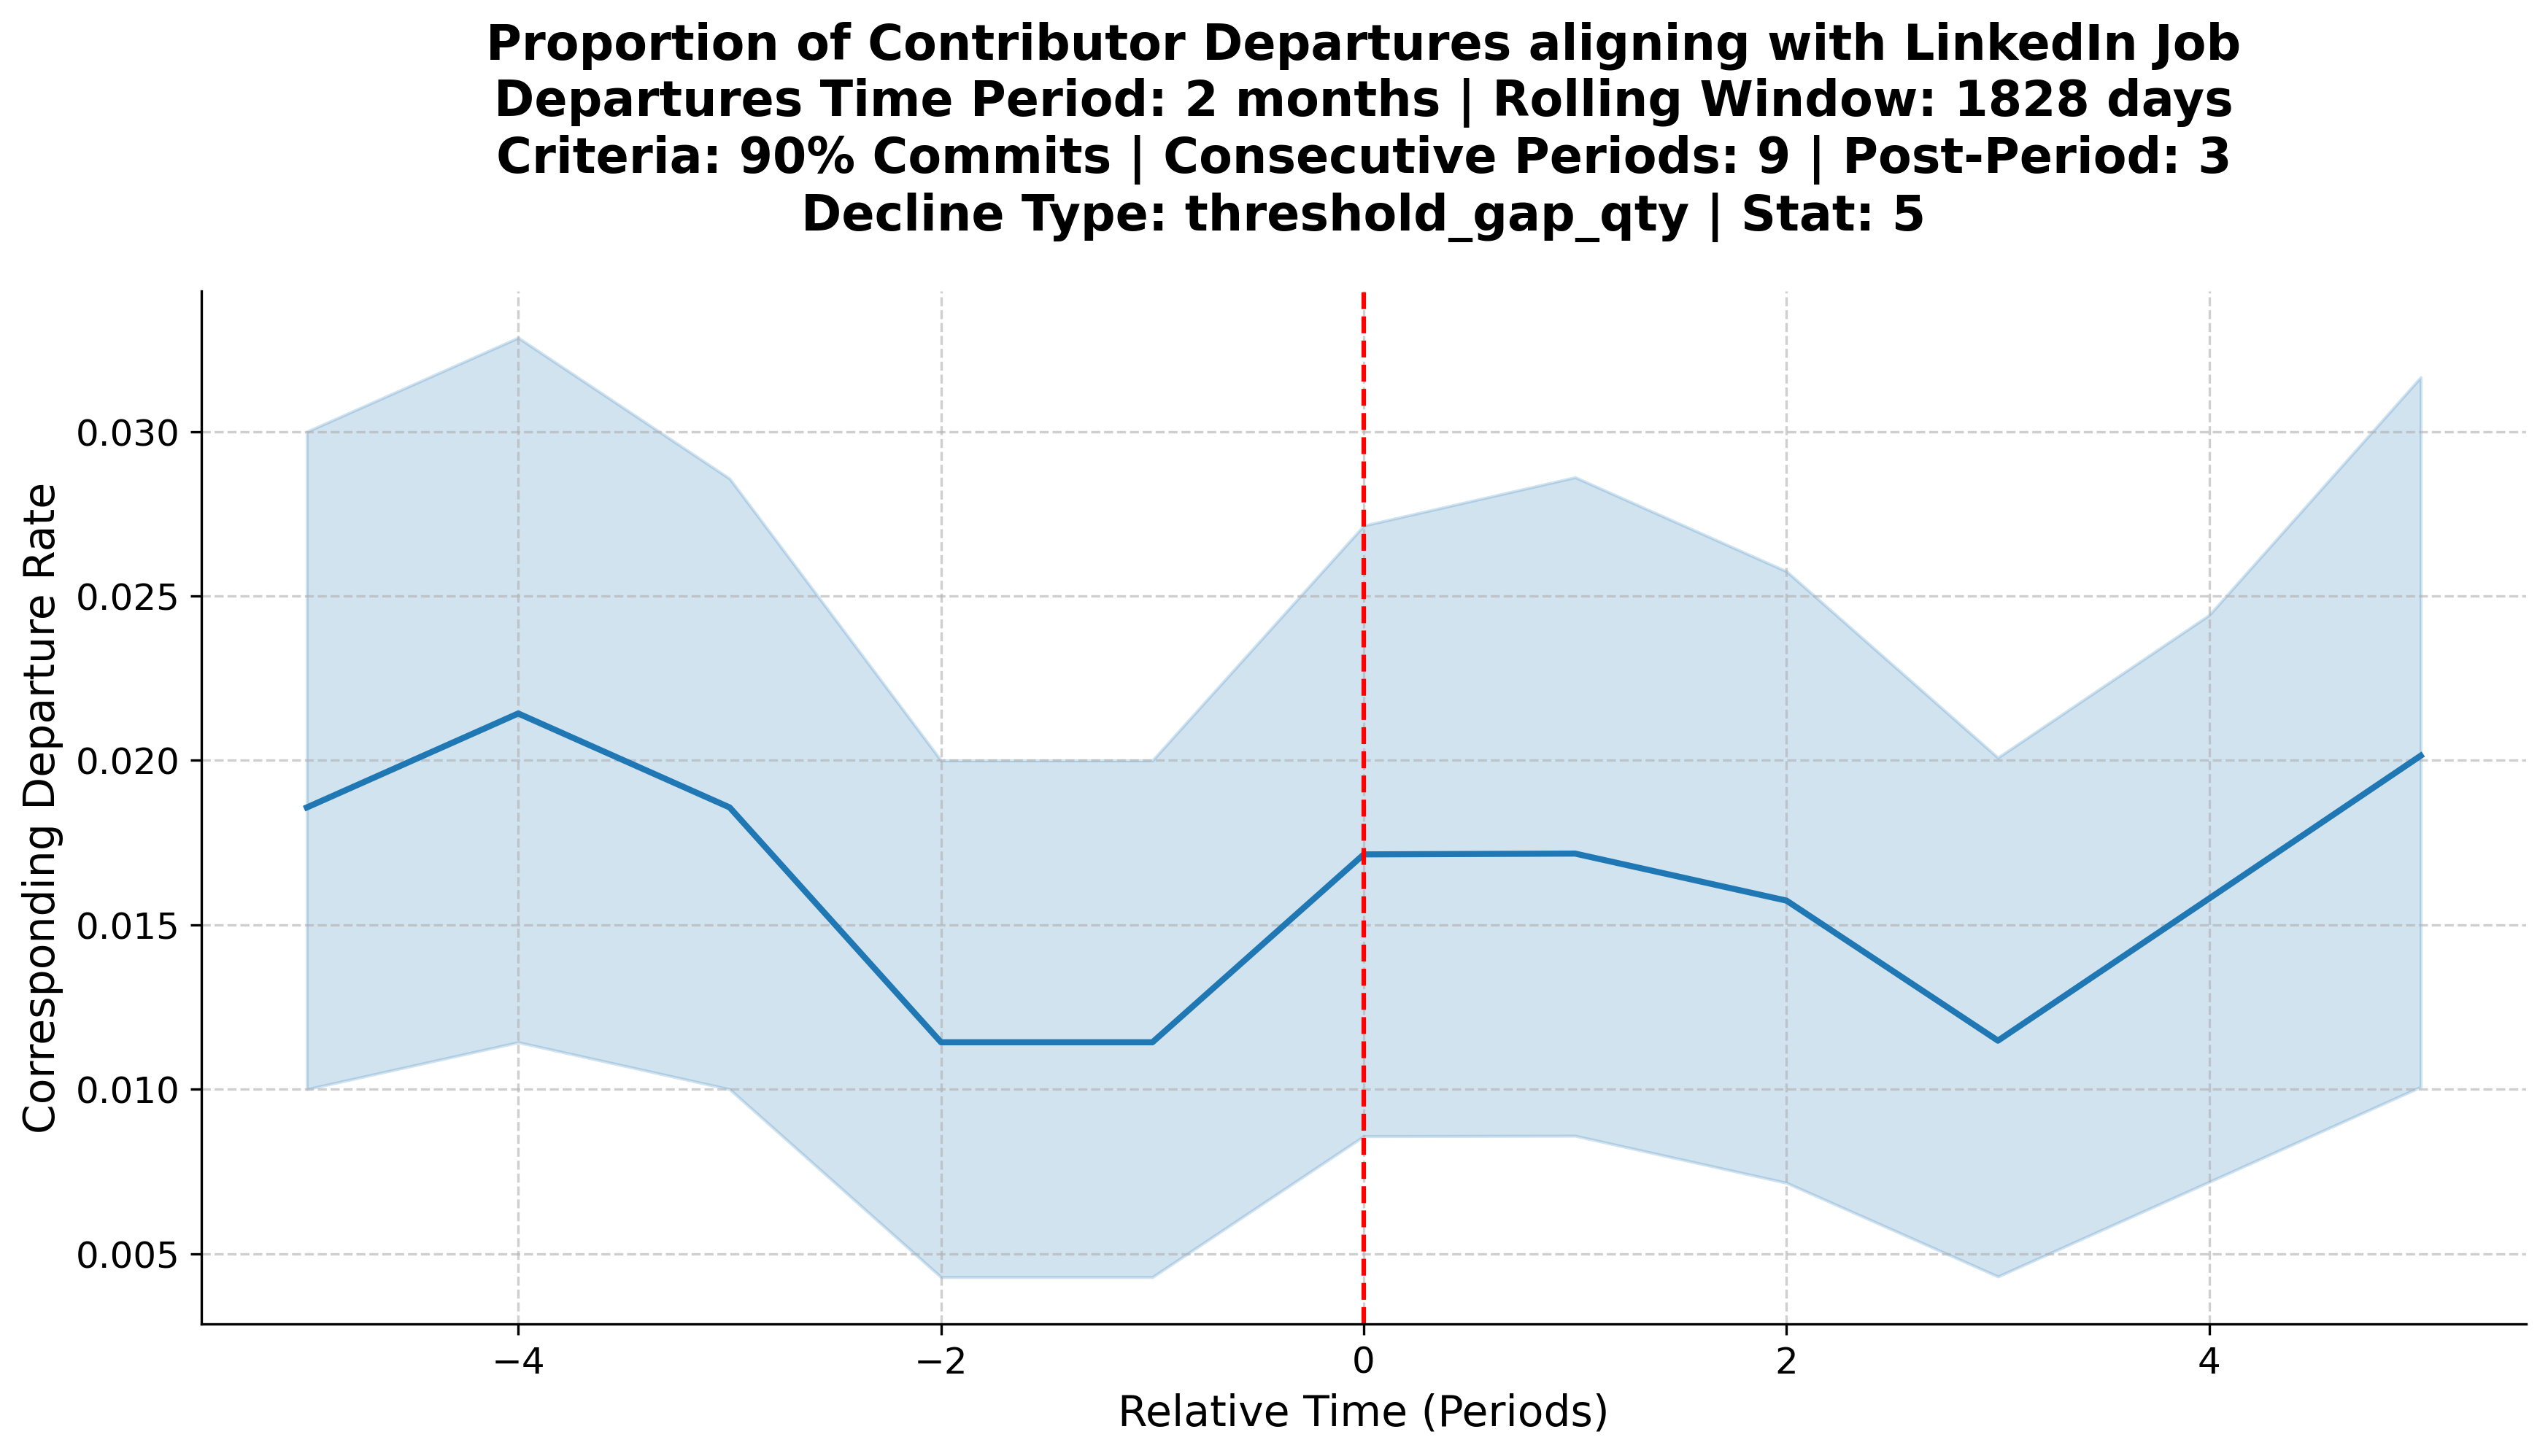 Proportion of Contributor Departures aligning with LinkedIn Job
Departures Time Period: 2 months | Rolling Window: 1828 days
Criteria: 90% Commits | Consecutive Periods: 9 | Post-Period: 3
Decline Type: threshold_gap_qty | Stat: 5
Corresponding Departure Rate
0.030
0.025
0.020
0.015
0.010
0.005
−4 −2 0 2 4
Relative Time (Periods)